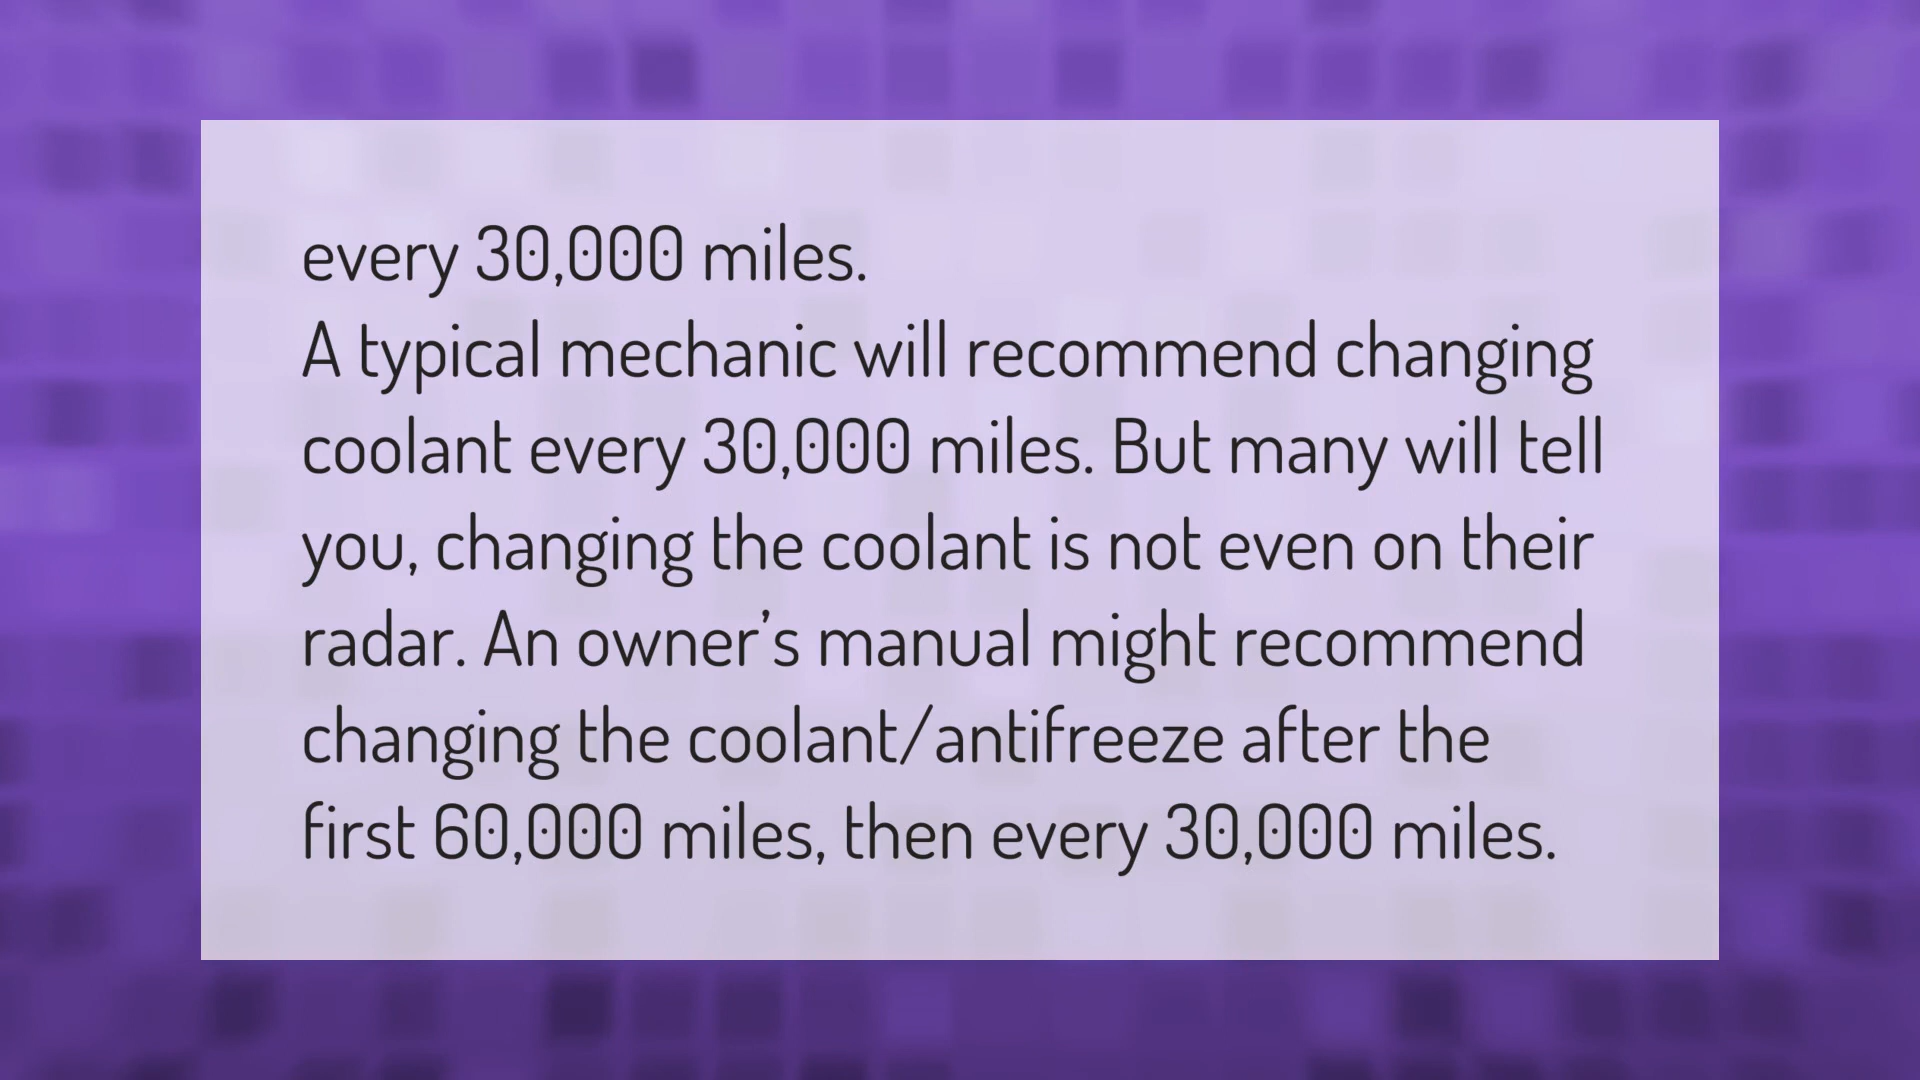 every 30,000 miles.
A typical mechanic will recommend changing
coolant every 30,000 miles. But many will tell
you, changing the coolant is not even on their
radar. An owner’s manual might recommend
changing the coolant/antifreeze after the
first 60,000 miles, then every 30,000 miles.